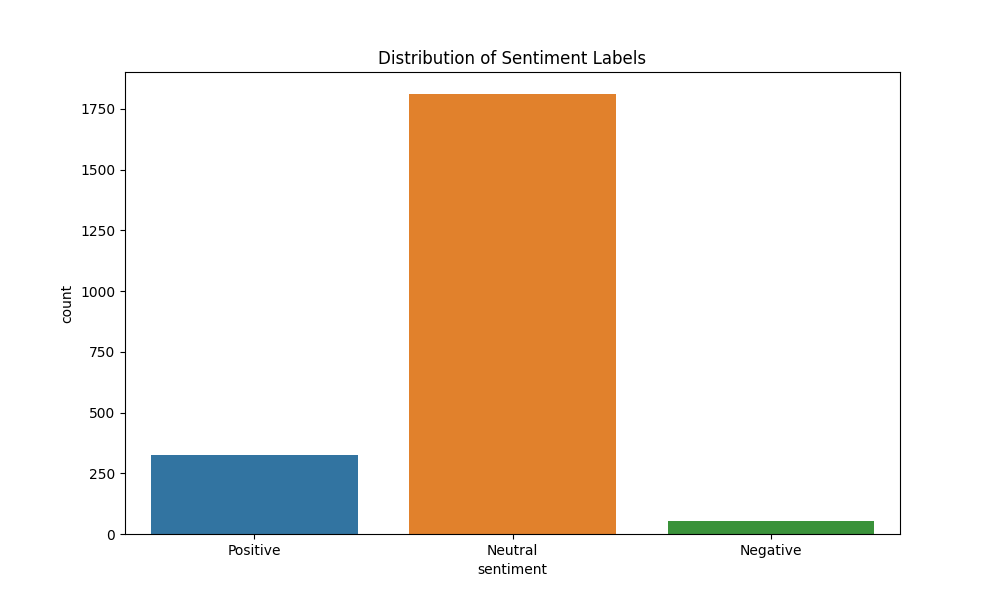 Distribution of Sentiment Labels
1750
1500
1250
1000
750
500
250
0
count
Positive
Neutral
Negative
sentiment